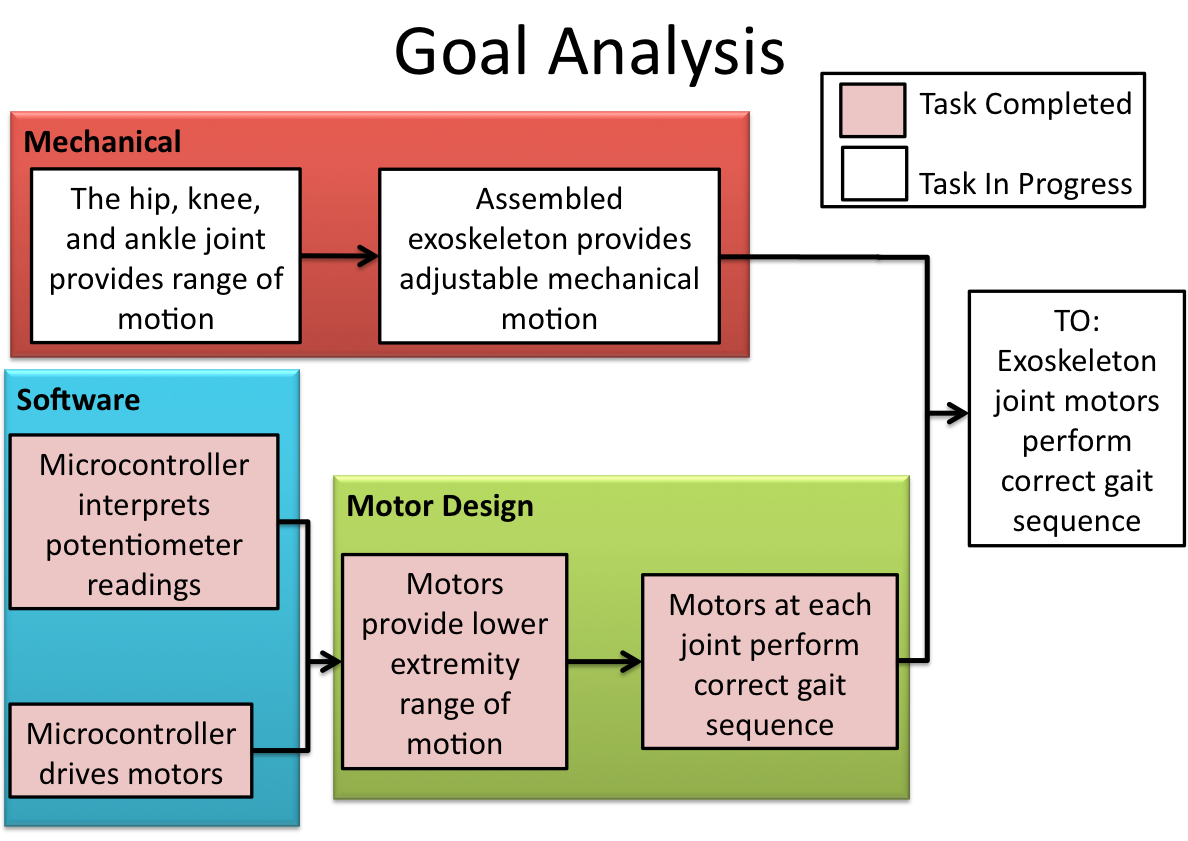 Goal Analysis
Task Completed
Task In Progress
Mechanical
The hip, knee,
and ankle joint
provides range of
motion
Assembled
exoskeleton provides
adjustable mechanical
motion
TO:
Exoskeleton
joint motors
perform
correct gait
sequence
Software
Microcontroller
interprets
potentiometer
readings
Microcontroller
drives motors
Motor Design
Motors
provide lower
extremity
range of
motion
Motors at each
joint perform
correct gait
sequence